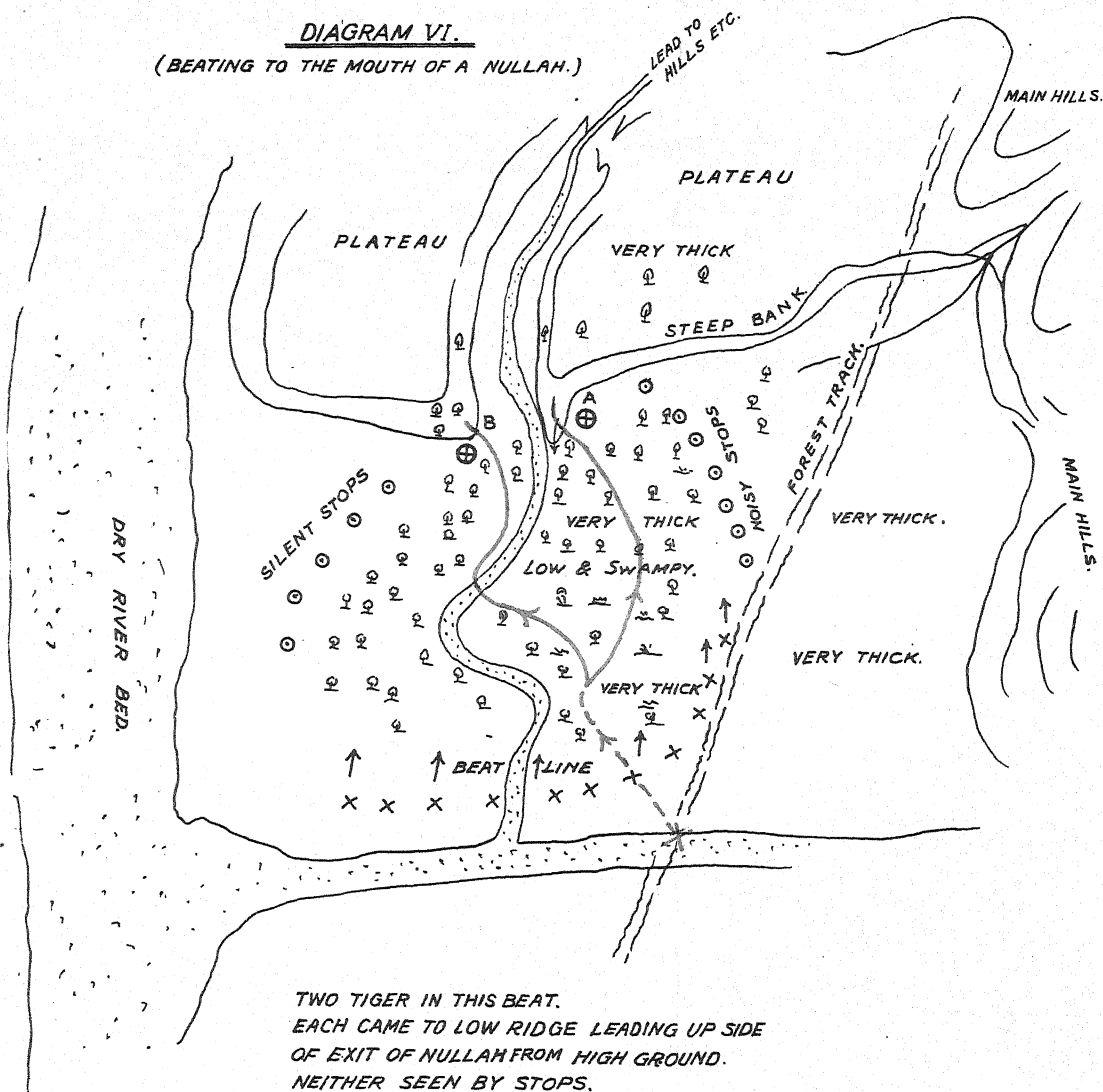 DIAGRAM VI.
(BEATING TO THE MOUTH OF A NULLAH.)
LEAD TO
HILLS ETC.
MAIN HILLS.
PLATEAU
PLATEAU
VERY THICK
STEEP BANK.
FOREST TRACK.
A
B
SILENT STOPS
NOISY STOPS
VERY THICK
LOW & SWAMPY.
VERY THICK.
MAIN HILLS.
DRY RIVER BED.
VERY THICK.
VERY THICK
BEAT LINE
TWO TIGER IN THIS BEAT.
EACH CAME TO LOW RIDGE LEADING UP SIDE
OF EXIT OF NULLAH FROM HIGH GROUND.
NEITHER SEEN BY STOPS.